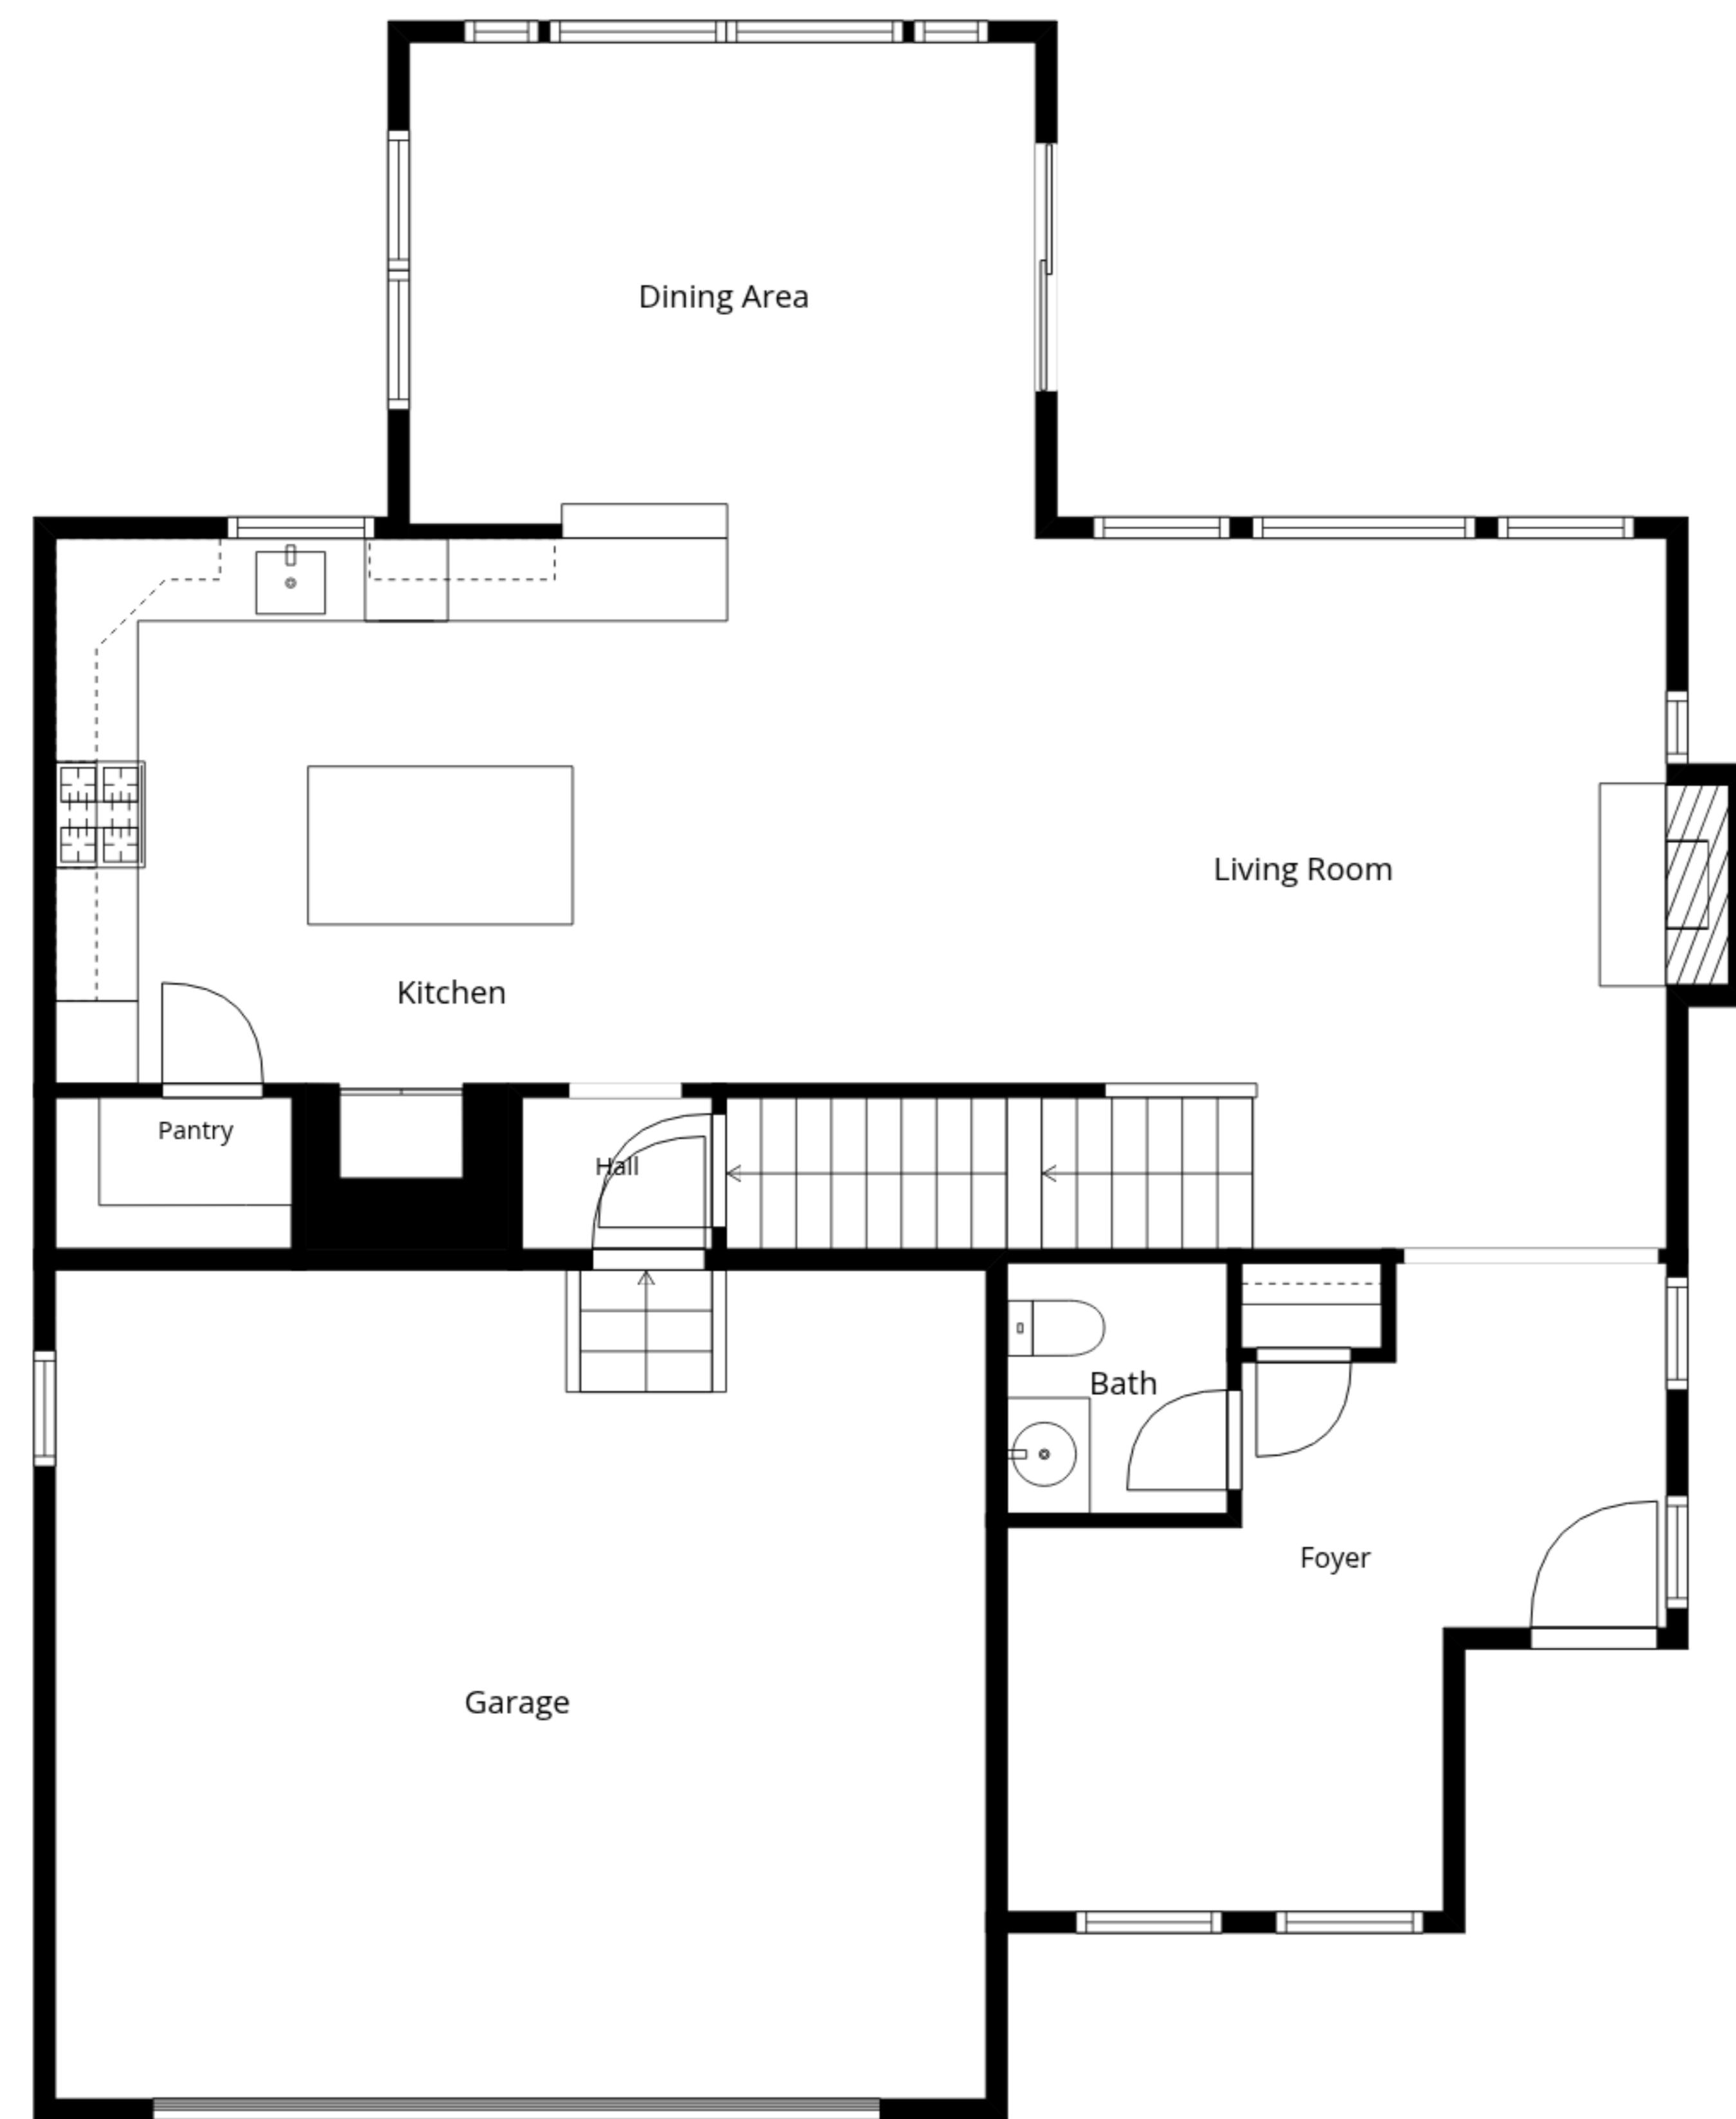 Dining Area
Living Room
Kitchen
Pantry
Hall
Bath
Foyer
Garage